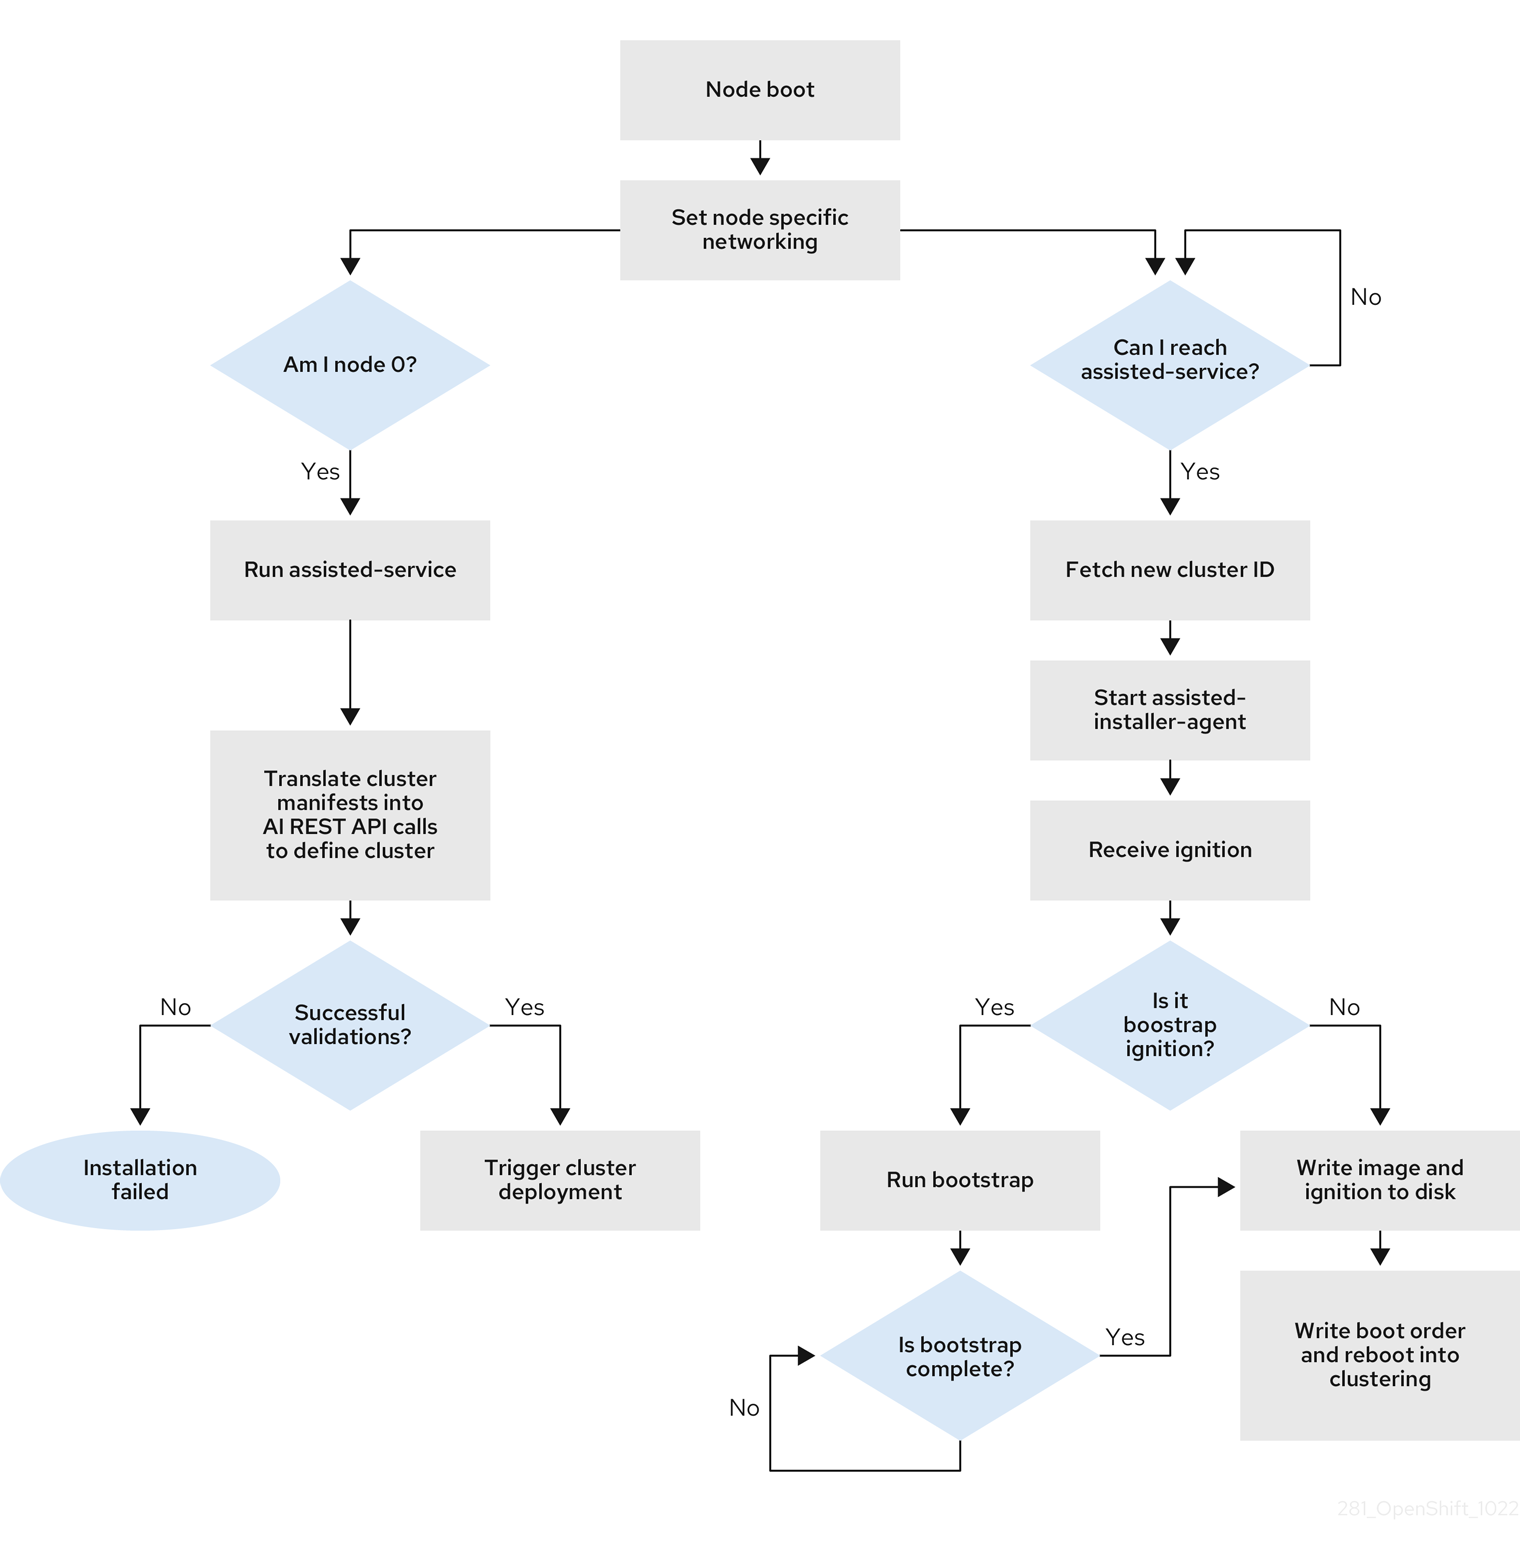 Node boot
Set node specific
networking
No
Am I node 0?
Can I reach
assisted-service?
Yes
Yes
Run assisted-service
Fetch new cluster ID
Start assisted-
installer-agent
Translate cluster
manifests into
AI REST API calls
to define cluster
Receive ignition
No
Successful
validations?
Yes
Yes
Is it
boostrap
ignition?
No
Installation
failed
Trigger cluster
deployment
Run bootstrap
Write image and
ignition to disk
Is bootstrap
complete?
Yes
No
Write boot order
and reboot into
clustering
281_OpenShift_1022